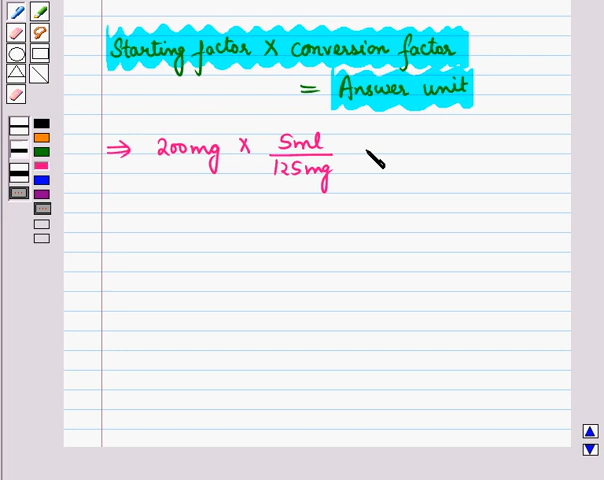 Starting factor X conversion factor
= Answer unit
⇒ 200mg X 5ml / 125mg